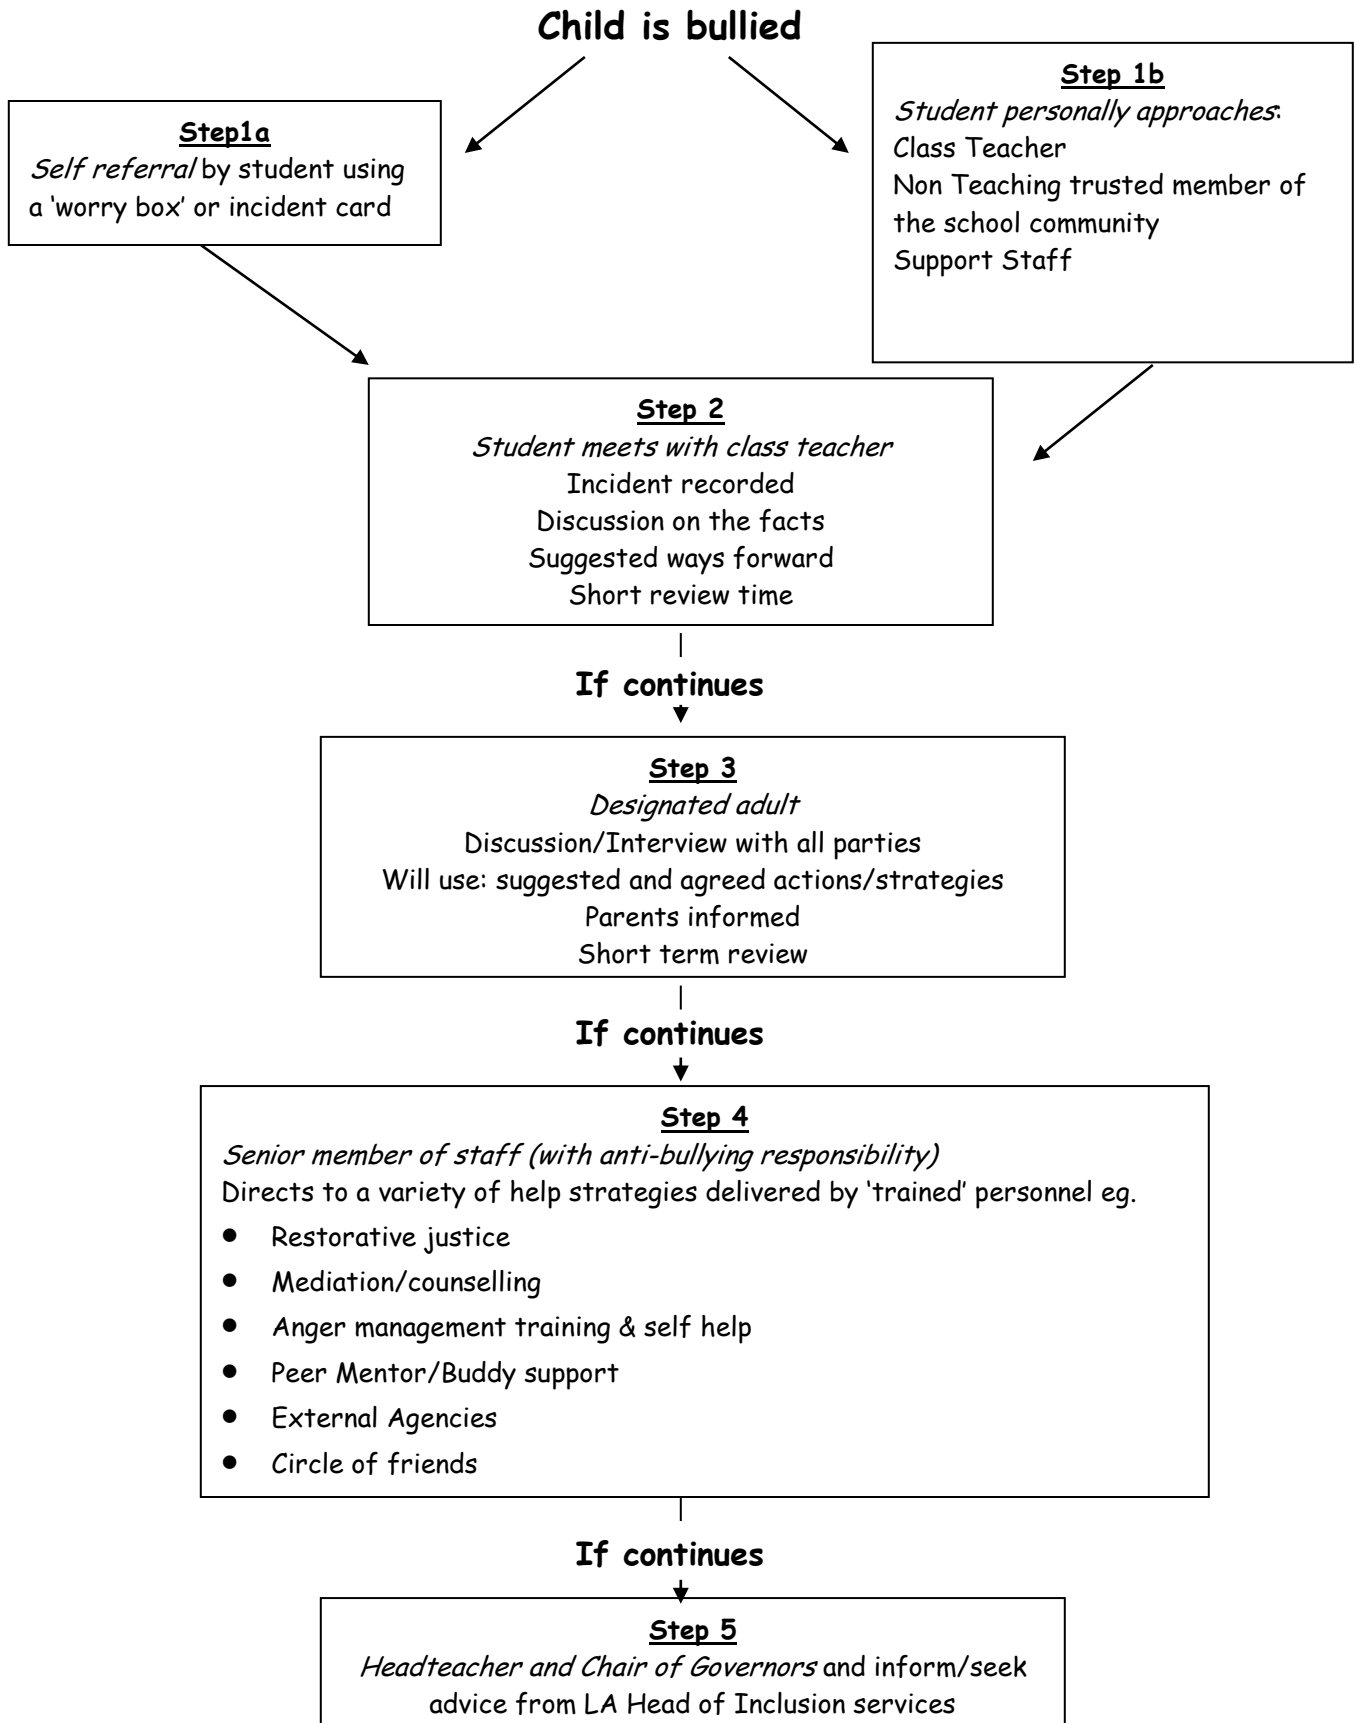 Child is bullied
Step1a
Self referral by student using
a ‘worry box’ or incident card
Step 1b
Student personally approaches:
Class Teacher
Non Teaching trusted member of
the school community
Support Staff
Step 2
Student meets with class teacher
Incident recorded
Discussion on the facts
Suggested ways forward
Short review time
If continues
Step 3
Designated adult
Discussion/Interview with all parties
Will use: suggested and agreed actions/strategies
Parents informed
Short term review
If continues
Step 4
Senior member of staff (with anti-bullying responsibility)
Directs to a variety of help strategies delivered by ‘trained’ personnel eg.
● Restorative justice
● Mediation/counselling
● Anger management training & self help
● Peer Mentor/Buddy support
● External Agencies
● Circle of friends
If continues
Step 5
Headteacher and Chair of Governors and inform/seek
advice from LA Head of Inclusion services